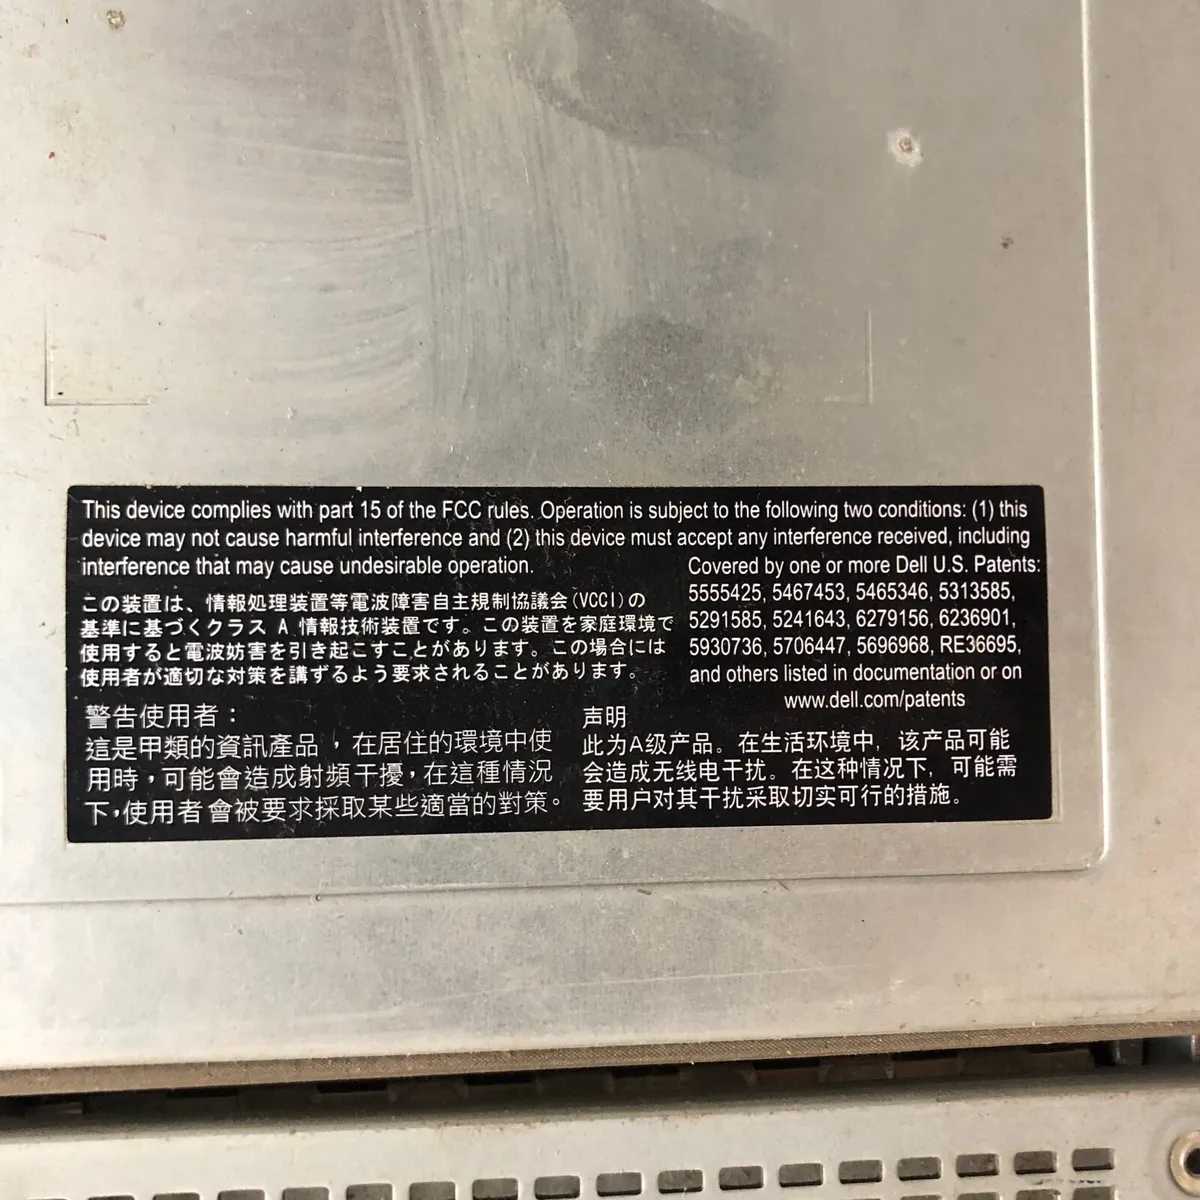 This device complies with part 15 of the FCC rules. Operation is subject to the following two conditions: (1) this
device may not cause harmful interference and (2) this device must accept any interference received, including
interference that may cause undesirable operation.
Covered by one or more Dell U.S. Patents:
5555425, 5467453, 5465346, 5313585,
5291585, 5241643, 6279156, 6236901,
5930736, 5706447, 5696968, RE36695,
and others listed in documentation or on
www.dell.com/patents
この装置は、情報処理装置等電波障害自主規制協議会(VCCI)の
基準に基づくクラス A 情報技術装置です。この装置を家庭環境で
使用すると電波妨害を引き起こすことがあります。この場合には
使用者が適切な対策を講ずるよう要求されることがあります。
警告使用者：
這是甲類的資訊產品，在居住的環境中使
用時，可能會造成射頻干擾，在這種情況
下，使用者會被要求採取某些適當的對策。
声明
此为A级产品。在生活环境中，该产品可能
会造成无线电干扰。在这种情况下，可能需
要用户对其干扰采取切实可行的措施。